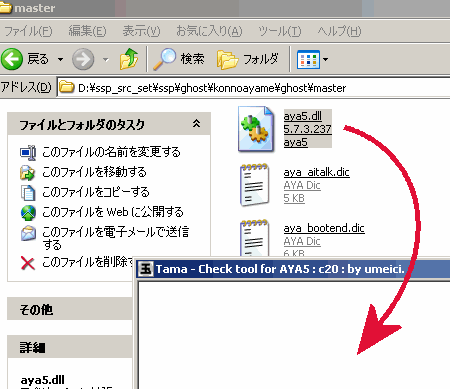 master
ファイル(F) 編集(E) 表示(V) お気に入り(A) ツール(T) ヘルプ(H)
戻る 検索 フォルダ
アドレス(D) D:¥ssp_src_set¥ssp¥ghost¥konnoayame¥ghost¥master
ファイルとフォルダのタスク
このファイルの名前を変更する
このファイルを移動する
このファイルをコピーする
このファイルを Web に公開する
このファイルを電子メールで送信
する
このファイルを削除す
その他
詳細
aya5.dll
aya5.dll
5.7.3.237
aya5
aya_aitalk.dic
AYA Dic
5 KB
aya_bootend.dic
AYA Dic
6 KB
玉 Tama - Check tool for AYA5 : c20 : by umeici.